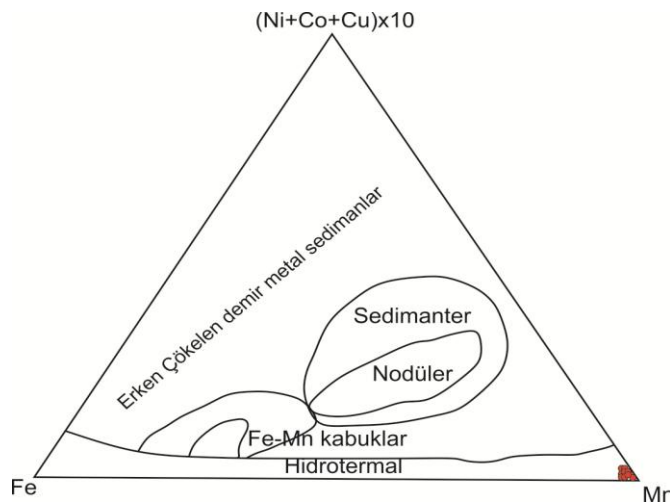 (Ni+Co+Cu)x10
Erken Çökelen demir metal sedimanlar
Sedimanter
Nodüler
Fe-Mn kabuklar
Hidrotermal
Fe
Mn